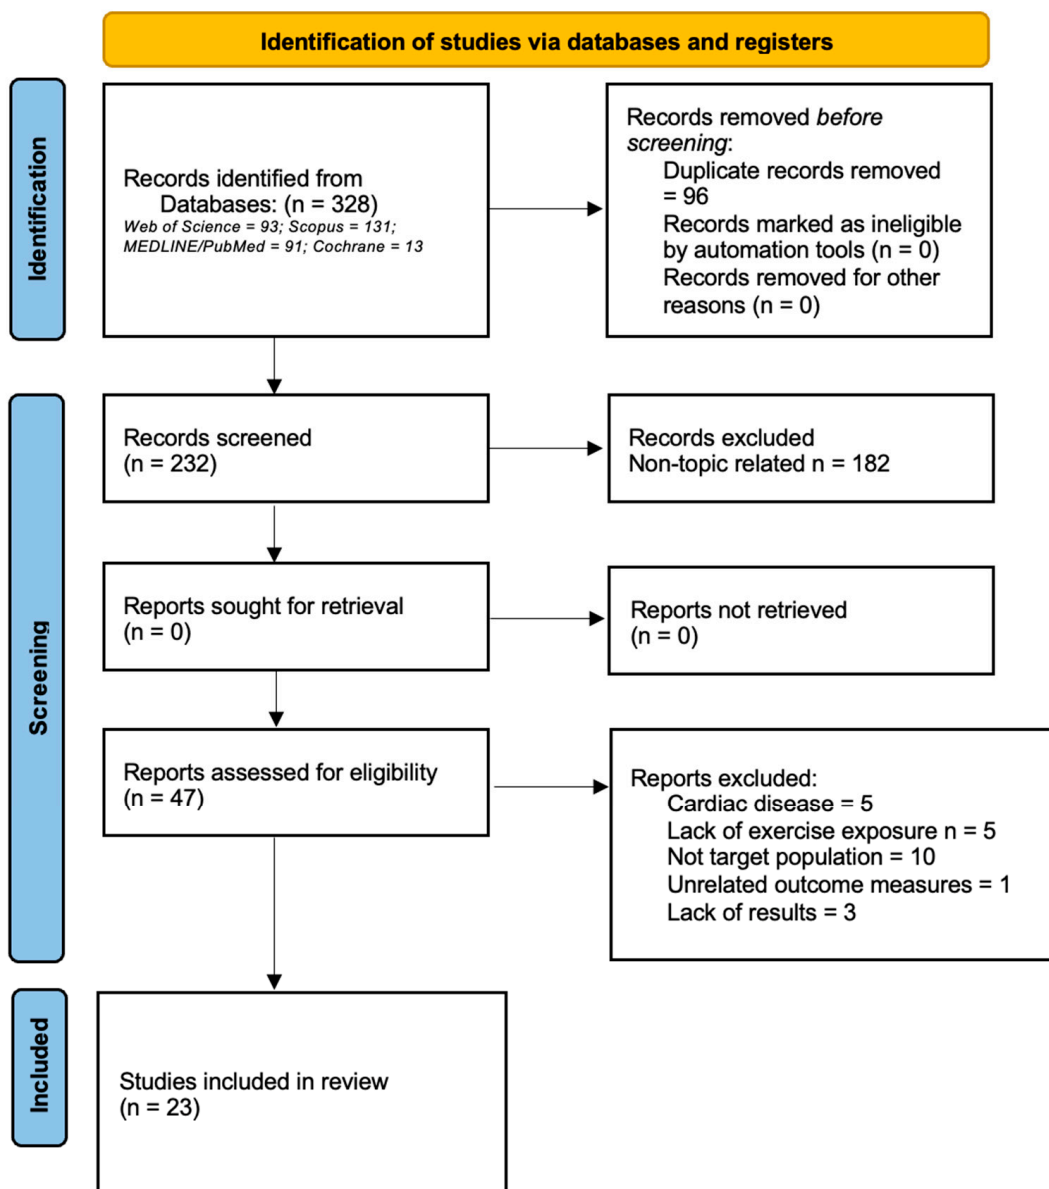 Identification of studies via databases and registers
Identification
Records identified from
Databases: (n = 328)
Web of Science = 93; Scopus = 131;
MEDLINE/PubMed = 91; Cochrane = 13
Records removed before
screening:
Duplicate records removed
= 96
Records marked as ineligible
by automation tools (n = 0)
Records removed for other
reasons (n = 0)
Screening
Records screened
(n = 232)
Records excluded
Non-topic related n = 182
Reports sought for retrieval
(n = 0)
Reports not retrieved
(n = 0)
Reports assessed for eligibility
(n = 47)
Reports excluded:
Cardiac disease = 5
Lack of exercise exposure n = 5
Not target population = 10
Unrelated outcome measures = 1
Lack of results = 3
Included
Studies included in review
(n = 23)